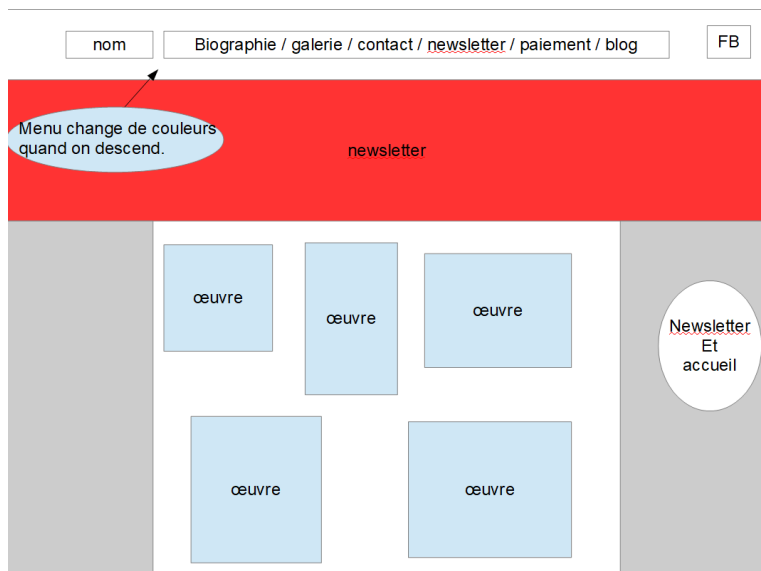 nom
Biographie / galerie / contact / newsletter / paiement / blog
FB
Menu change de couleurs
quand on descend.
newsletter
œuvre
œuvre
œuvre
Newsletter
Et
accueil
œuvre
œuvre